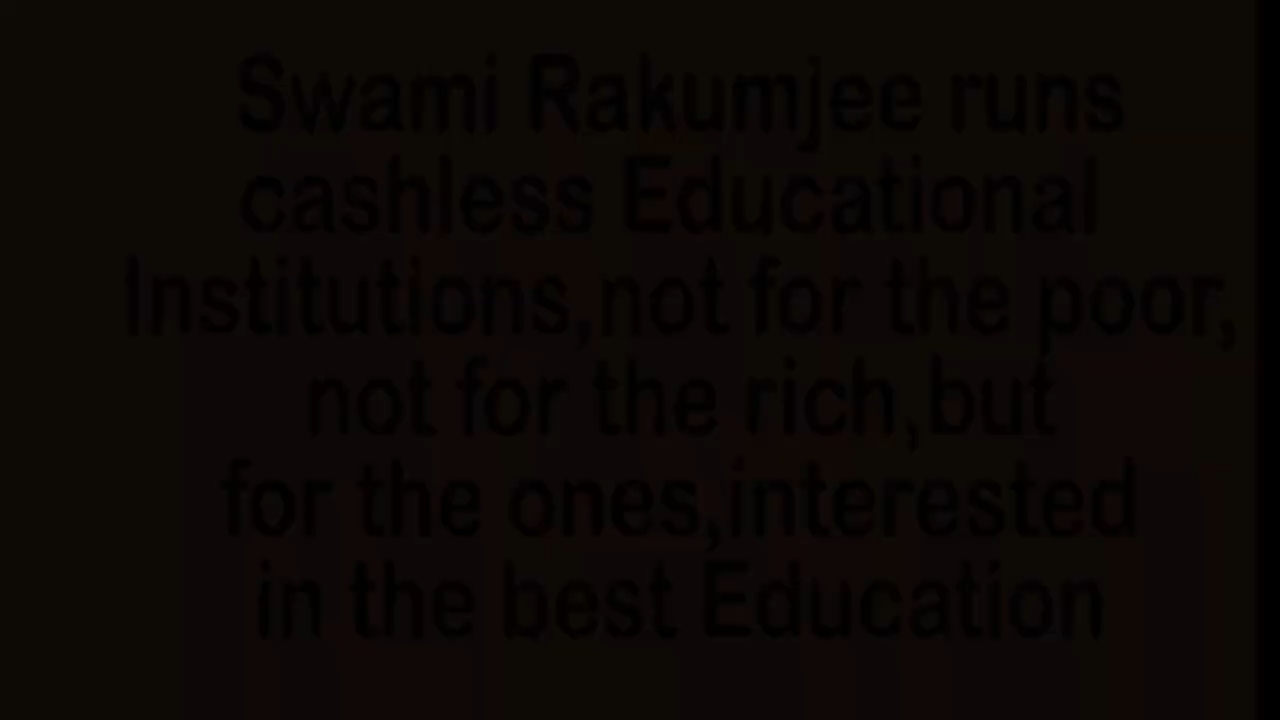 Swami Rakumjee runs
cashless Educational
Institutions,not for the poor,
not for the rich,but
for the ones,interested
in the best Education